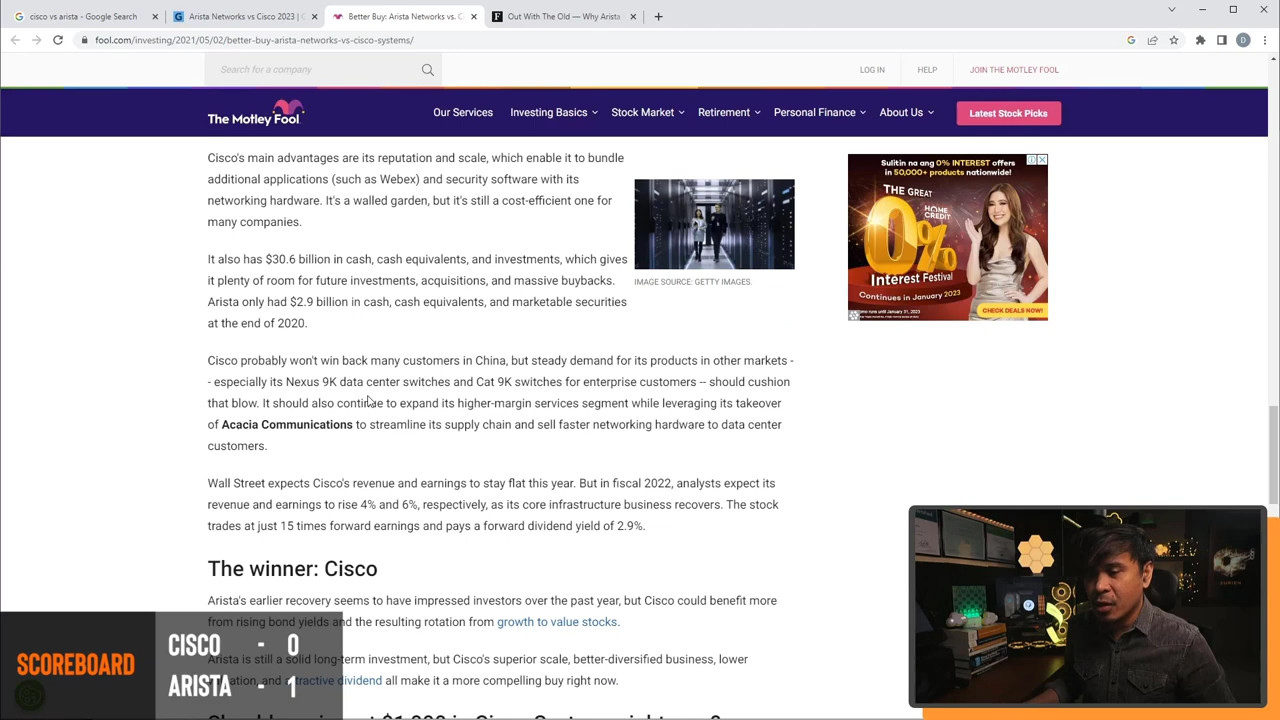 cisco vs arista - Google Search
Arista Networks vs Cisco 2023 | C
Better Buy: Arista Networks vs. C
Out With The Old — Why Arista
fool.com/investing/2021/05/02/better-buy-arista-networks-vs-cisco-systems/
Search for a company
LOG IN
HELP
JOIN THE MOTLEY FOOL
The Motley Fool
Our Services
Investing Basics
Stock Market
Retirement
Personal Finance
About Us
Latest Stock Picks
Cisco's main advantages are its reputation and scale, which enable it to bundle
additional applications (such as Webex) and security software with its
networking hardware. It's a walled garden, but it's still a cost-efficient one for
many companies.
It also has $30.6 billion in cash, cash equivalents, and investments, which gives
it plenty of room for future investments, acquisitions, and massive buybacks.
Arista only had $2.9 billion in cash, cash equivalents, and marketable securities
at the end of 2020.
IMAGE SOURCE: GETTY IMAGES.
Sulitin na ang 0% INTEREST offers
in 50,000+ products nationwide!
THE GREAT
HOME
CREDIT
0%
Interest Festival
Continues in January 2023
CHECK DEALS NOW!
Cisco probably won't win back many customers in China, but steady demand for its products in other markets -
- especially its Nexus 9K data center switches and Cat 9K switches for enterprise customers -- should cushion
that blow. It should also continue to expand its higher-margin services segment while leveraging its takeover
of Acacia Communications to streamline its supply chain and sell faster networking hardware to data center
customers.
Wall Street expects Cisco's revenue and earnings to stay flat this year. But in fiscal 2022, analysts expect its
revenue and earnings to rise 4% and 6%, respectively, as its core infrastructure business recovers. The stock
trades at just 15 times forward earnings and pays a forward dividend yield of 2.9%.
The winner: Cisco
Arista's earlier recovery seems to have impressed investors over the past year, but Cisco could benefit more
from rising bond yields and the resulting rotation from growth to value stocks.
Arista is still a solid long-term investment, but Cisco's superior scale, better-diversified business, lower
and attractive dividend all make it a more compelling buy right now.
SCOREBOARD
CISCO - 0
ARISTA - 1